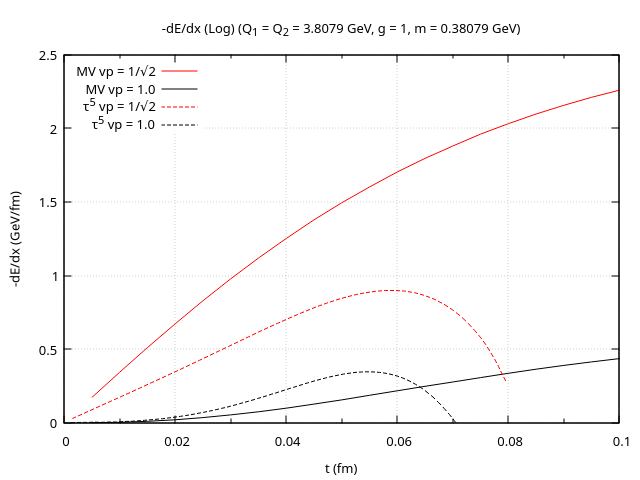 -dE/dx (Log) (Q₁ = Q₂ = 3.8079 GeV, g = 1, m = 0.38079 GeV)
2.5
2
1.5
1
0.5
0
-dE/dx (GeV/fm)
MV vp = 1/√2
MV vp = 1.0
τ⁵ vp = 1/√2
τ⁵ vp = 1.0
0 0.02 0.04 0.06 0.08 0.1
t (fm)